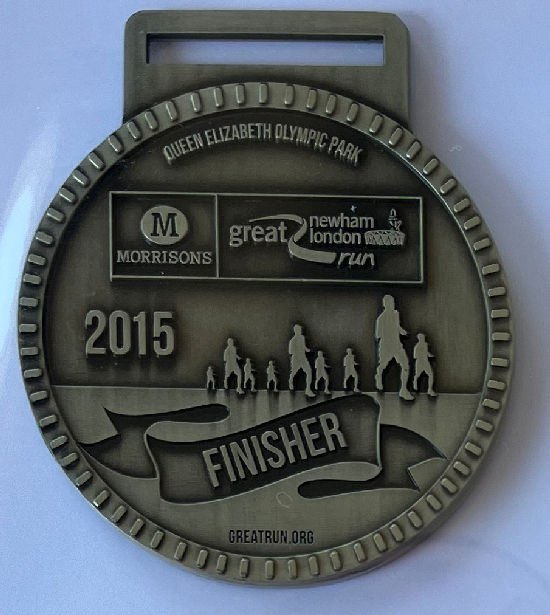 QUEEN ELIZABETH OLYMPIC PARK
M
MORRISONS
great newham
london
run
2015
FINISHER
GREATRUN.ORG